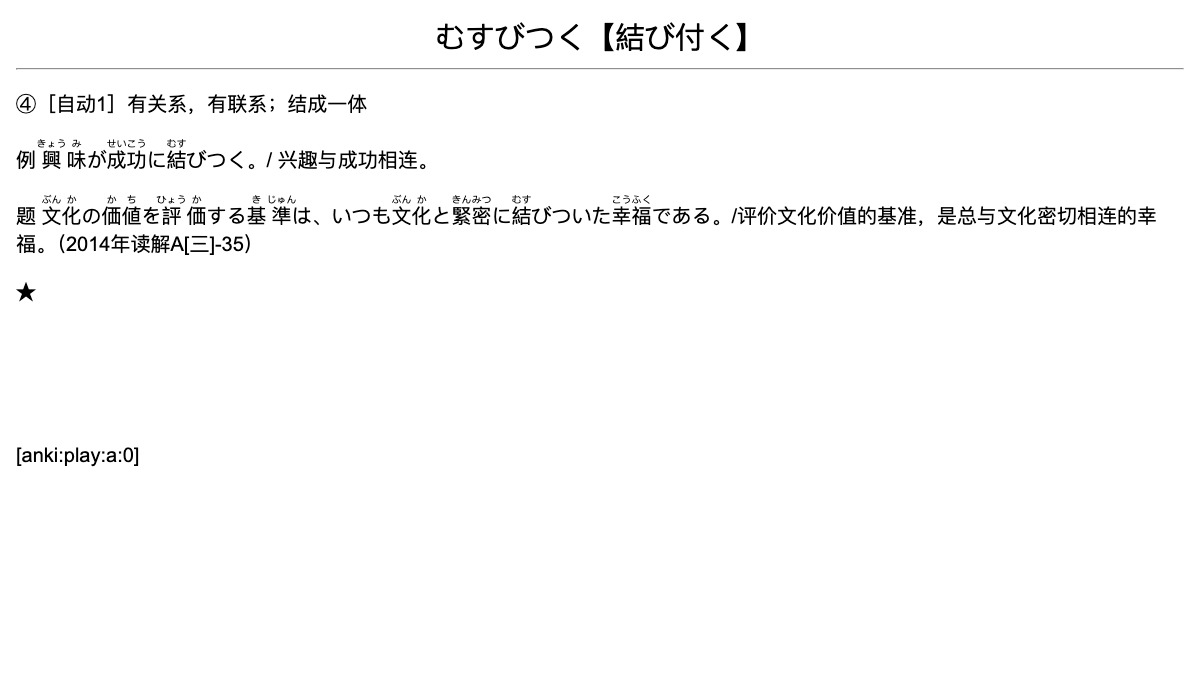 むすびつく【結び付く】
④［自动1］有关系，有联系；结成一体
きょう み せいこう むす
例 興 味が成功に結びつく。/ 兴趣与成功相连。
ぶん か か ち ひょう か き じゅん ぶん か きんみつ むす こうふく
题 文化の価値を評 価する基 準は、いつも文化と緊密に結びついた幸福である。/评价文化价值的基准，是总与文化密切相连的幸
福。（2014年读解A[三]-35）
★
[anki:play:a:0]